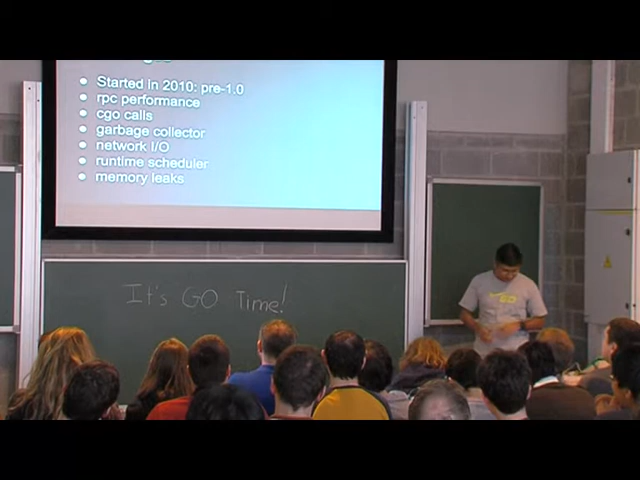 Started in 2010: pre-1.0
rpc performance
cgo calls
garbage collector
network I/O
runtime scheduler
memory leaks
It's GO Time!
GO